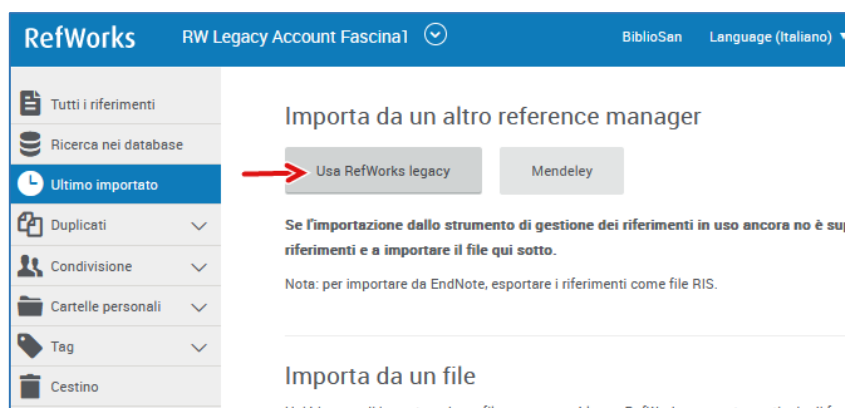 RefWorks RW Legacy Account Fascina1 BiblioSan Language (Italiano)
Tutti i riferimenti
Ricerca nei database
Ultimo importato
Duplicati
Condivisione
Cartelle personali
Tag
Cestino
Importa da un altro reference manager
Usa RefWorks legacy Mendeley
Se l'importazione dallo strumento di gestione dei riferimenti in uso ancora no è
riferimenti e a importare il file qui sotto.
Nota: per importare da EndNote, esportare i riferimenti come file RIS.
Importa da un file